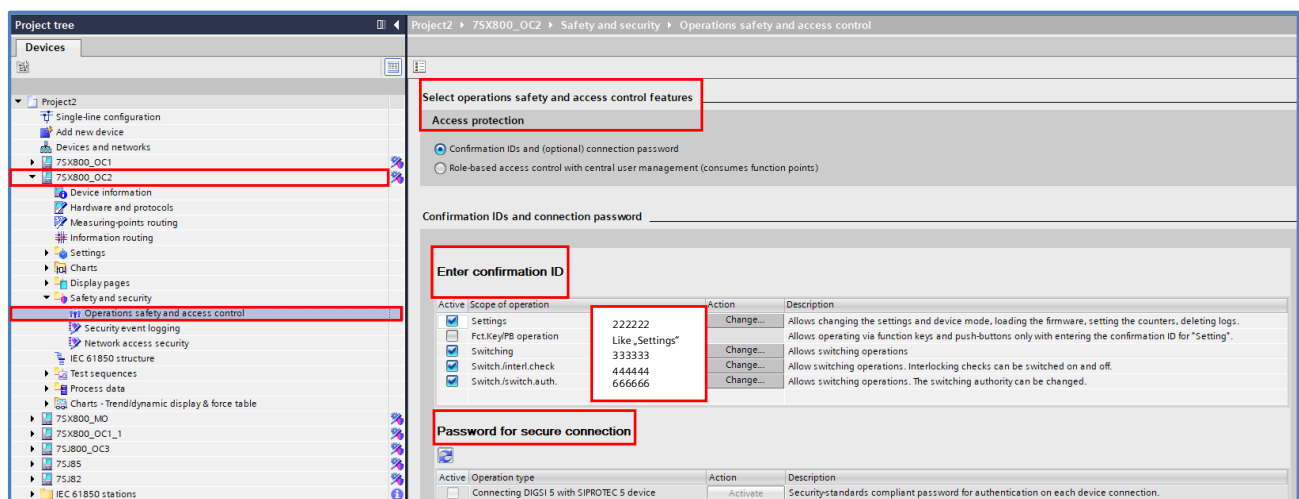 Project tree
Devices
Project2
Single-line configuration
Add new device
Devices and networks
7SX800_OC1
7SX800_OC2
Device information
Hardware and protocols
Measuring-points routing
Information routing
Settings
Charts
Display pages
Safety and security
Operations safety and access control
Security event logging
Network access security
IEC 61850 structure
Test sequences
Process data
Charts - Trend/dynamic display & force table
7SX800_MO
7SX800_OC1_1
7SJ800_OC3
7SJ85
7SJ82
IEC 61850 stations
Project2 ▸ 7SX800_OC2 ▸ Safety and security ▸ Operations safety and access control
Select operations safety and access control features
Access protection
Confirmation IDs and (optional) connection password
Role-based access control with central user management (consumes function points)
Confirmation IDs and connection password
Enter confirmation ID
Active Scope of operation Action Description
Settings 222222 Change... Allows changing the settings and device mode, loading the firmware, setting the counters, deleting logs.
Fct.Key/PB operation Like „Settings” Allows operating via function keys and push-buttons only with entering the confirmation ID for "Setting".
Switching 333333 Change... Allows switching operations
Switch./interl.check 444444 Change... Allow switching operations. Interlocking checks can be switched on and off.
Switch./switch.auth. 666666 Change... Allows switching operations. The switching authority can be changed.
Password for secure connection
Active Operation type Action Description
Connecting DIGSI 5 with SIPROTEC 5 device Activate Security-standards compliant password for authentication on each device connection.